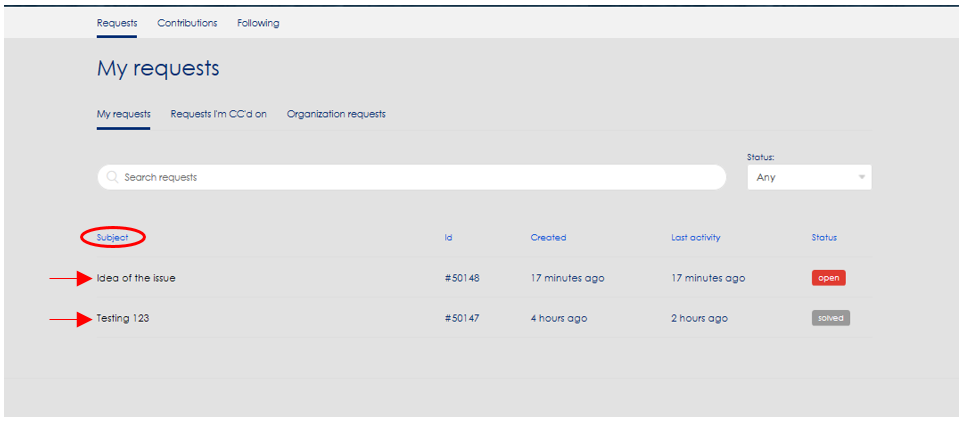 Requests Contributions Following
My requests
My requests Requests I'm CC'd on Organization requests
Status:
Search requests Any
Subject Id Created Last activity Status
Idea of the issue #50148 17 minutes ago 17 minutes ago open
Testing 123 #50147 4 hours ago 2 hours ago solved